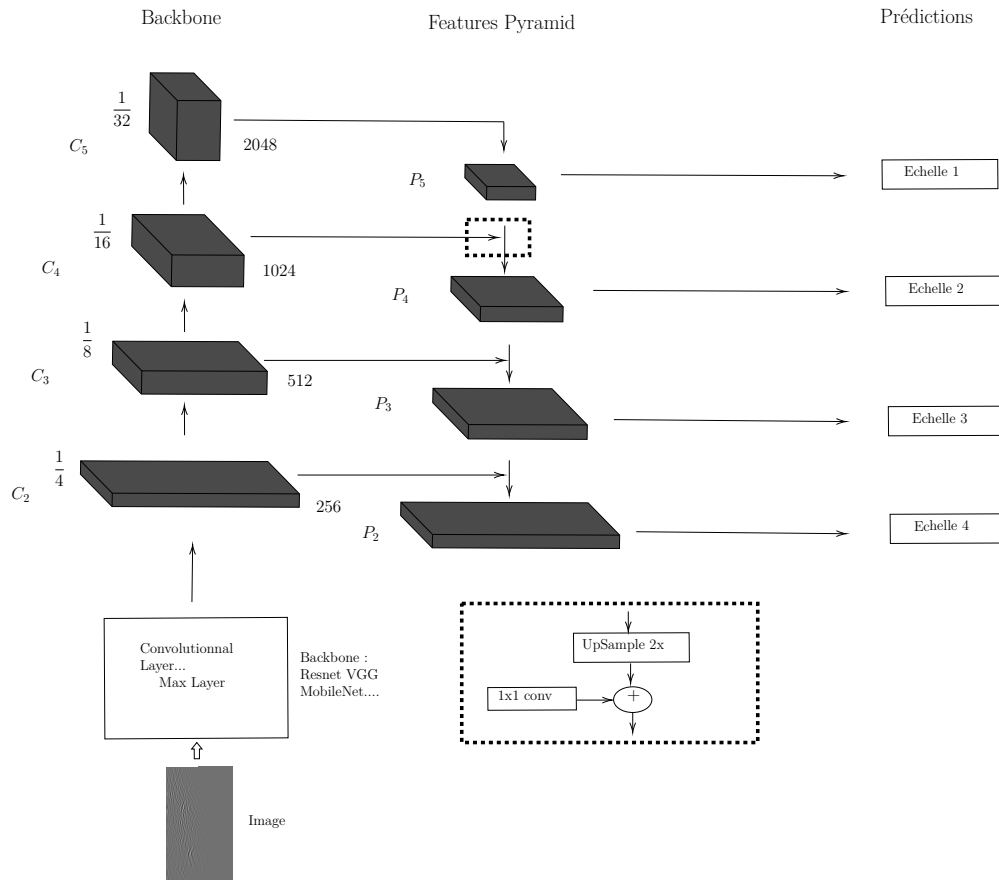 Backbone
Features Pyramid
Prédictions
1/32
C5
2048
P5
Echelle 1
1/16
C4
1024
P4
Echelle 2
1/8
C3
512
P3
Echelle 3
1/4
C2
256
P2
Echelle 4
Convolutionnal
Layer...
Max Layer
Backbone :
Resnet VGG
MobileNet....
UpSample 2x
1x1 conv
+
Image